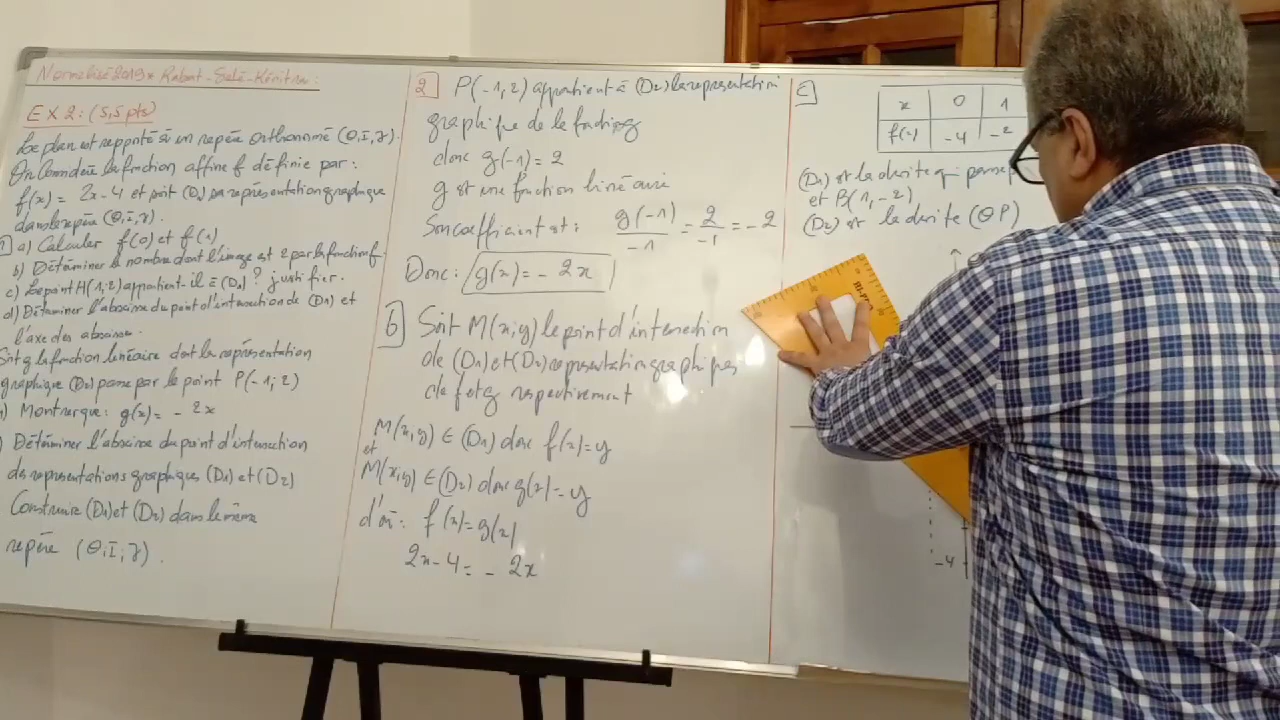 Normalisé 2019 * Rabat-Salé-Kénitra :
EX 2 : (5,5 pts)
Le plan est rapporté à un repère orthonormé (O,I,J).
On Considère la fonction affine f définie par :
f(x) = 2x - 4 et soit (D1) sa représentation graphique
dans le repère (O,I,J).
1 a) Calculer f(0) et f(1)
b) Déterminer le nombre dont l'image est 2 par la fonction f.
c) Le point H(1;2) appartient-il à (D1) ? justifier.
d) Déterminer l'abscisse du point d'intersection de (D1) et
l'axe des abscisses.
Soit g la fonction linéaire dont la représentation
graphique (D2) passe par le point P(-1;2)
) Montrer que : g(x) = - 2x
) Déterminer l'abscisse du point d'intersection
des représentations graphiques (D1) et (D2)
Construire (D1) et (D2) dans le même
repère (O;I;J).
2 P(-1,2) appartient à (D2) la représentation
graphique de la fonction g
donc g(-1) = 2
g est une fonction linéaire
Son coefficient est : g(-1)/-1 = 2/-1 = -2
Donc : g(x) = - 2x
b Soit M(x;y) le point d'intersection
de (D1) et (D2) représentations graphiques
de f et g respectivement
M(x,y) ∈ (D1) donc f(x) = y
et
M(x,y) ∈ (D2) donc g(x) = y
d'où : f(x) = g(x)
2x - 4 = - 2x
c
x 0 1
f(x) -4 -2
(D1) est la droite qui passe
et P(1,-2)
(D2) est la droite (OP)
-4